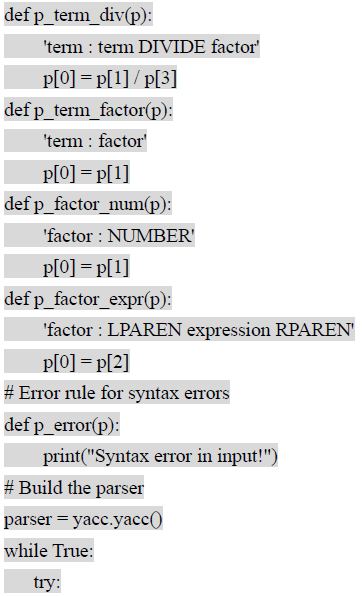 def p_term_div(p):
'term : term DIVIDE factor'
p[0] = p[1] / p[3]
def p_term_factor(p):
'term : factor'
p[0] = p[1]
def p_factor_num(p):
'factor : NUMBER'
p[0] = p[1]
def p_factor_expr(p):
'factor : LPAREN expression RPAREN'
p[0] = p[2]
# Error rule for syntax errors
def p_error(p):
print("Syntax error in input!")
# Build the parser
parser = yacc.yacc()
while True:
try: